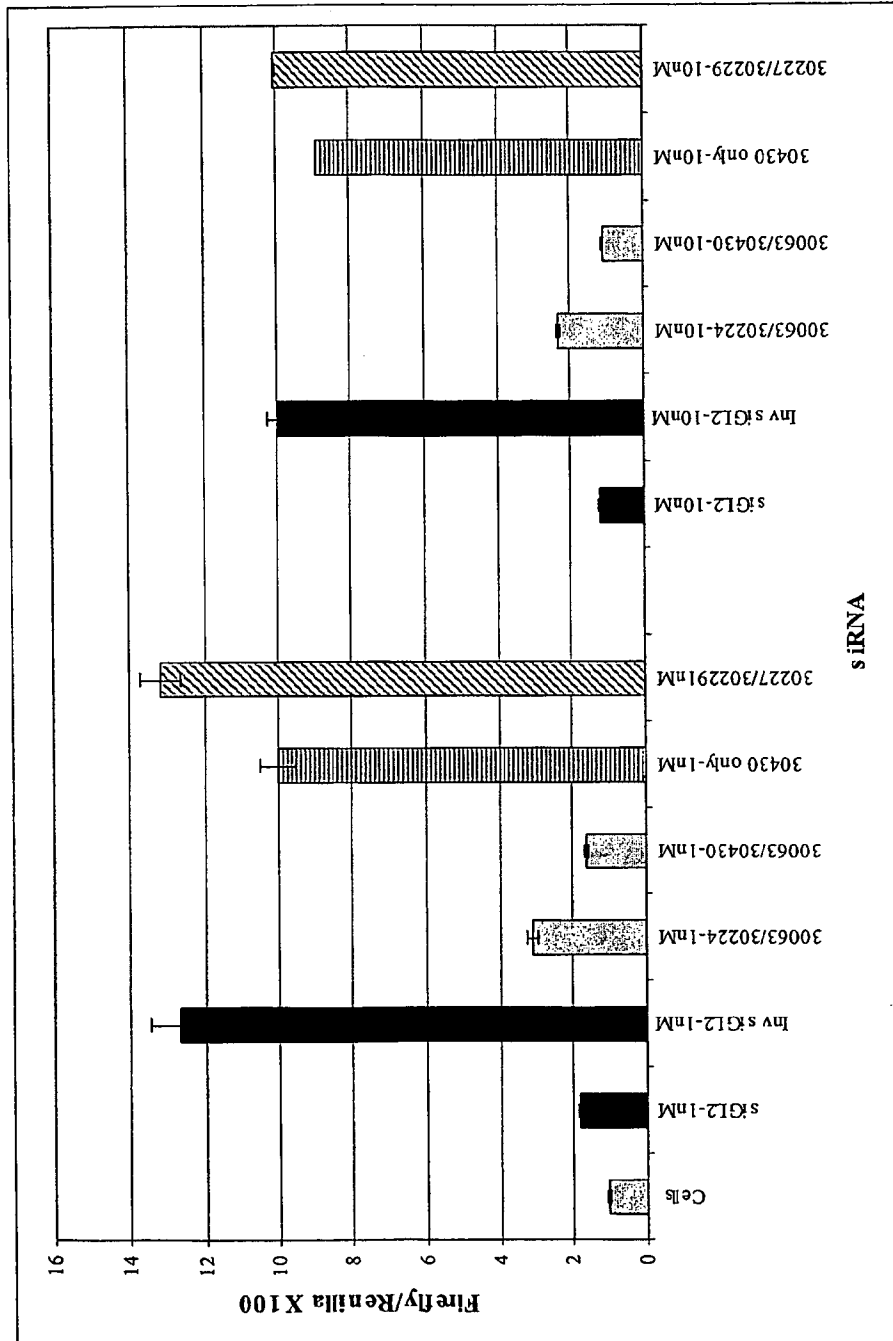 Firefly/Renilla X 100
16
14
12
10
8
6
4
2
0
Cells
siGL2-1nM
Inv siGL2-1nM
30063/30224-1nM
30063/30430-1nM
30430 only-1nM
30227/302291nM
siGL2-10nM
Inv siGL2-10nM
30063/30224-10nM
30063/30430-10nM
30430 only-10nM
30227/30229-10nM
siRNA